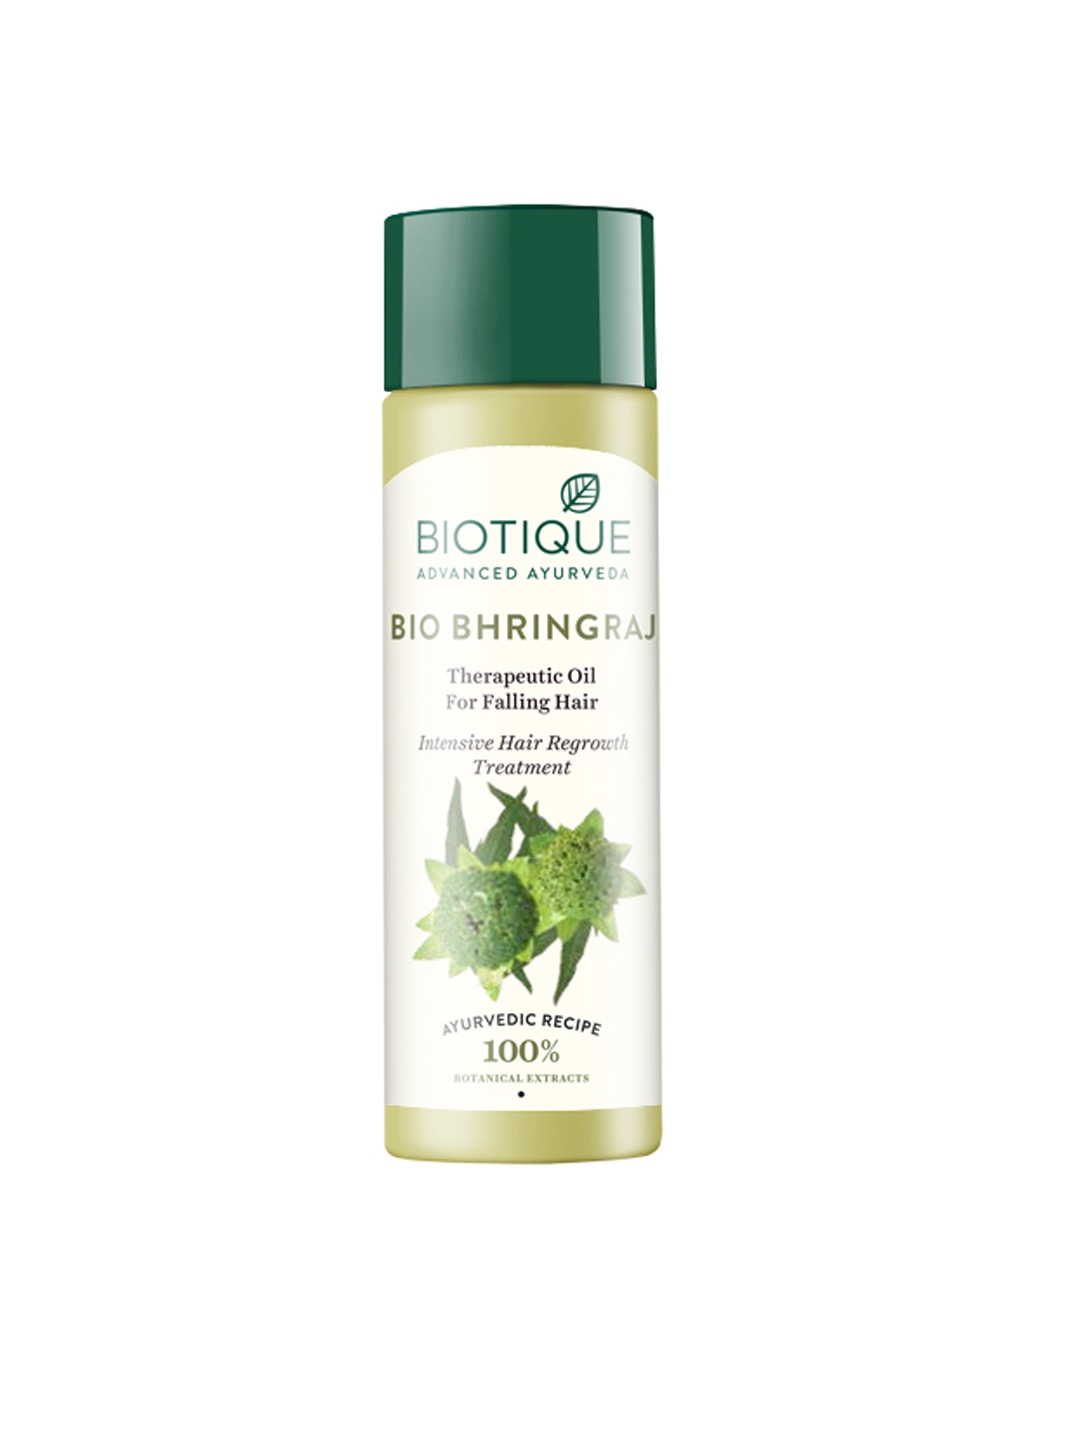 BIOTIQUE
ADVANCED AYURVEDA
BIO BHRINGRAJ
Therapeutic Oil
For Falling Hair
Intensive Hair Regrowth
Treatment
AYURVEDIC RECIPE
100%
BOTANICAL EXTRACTS